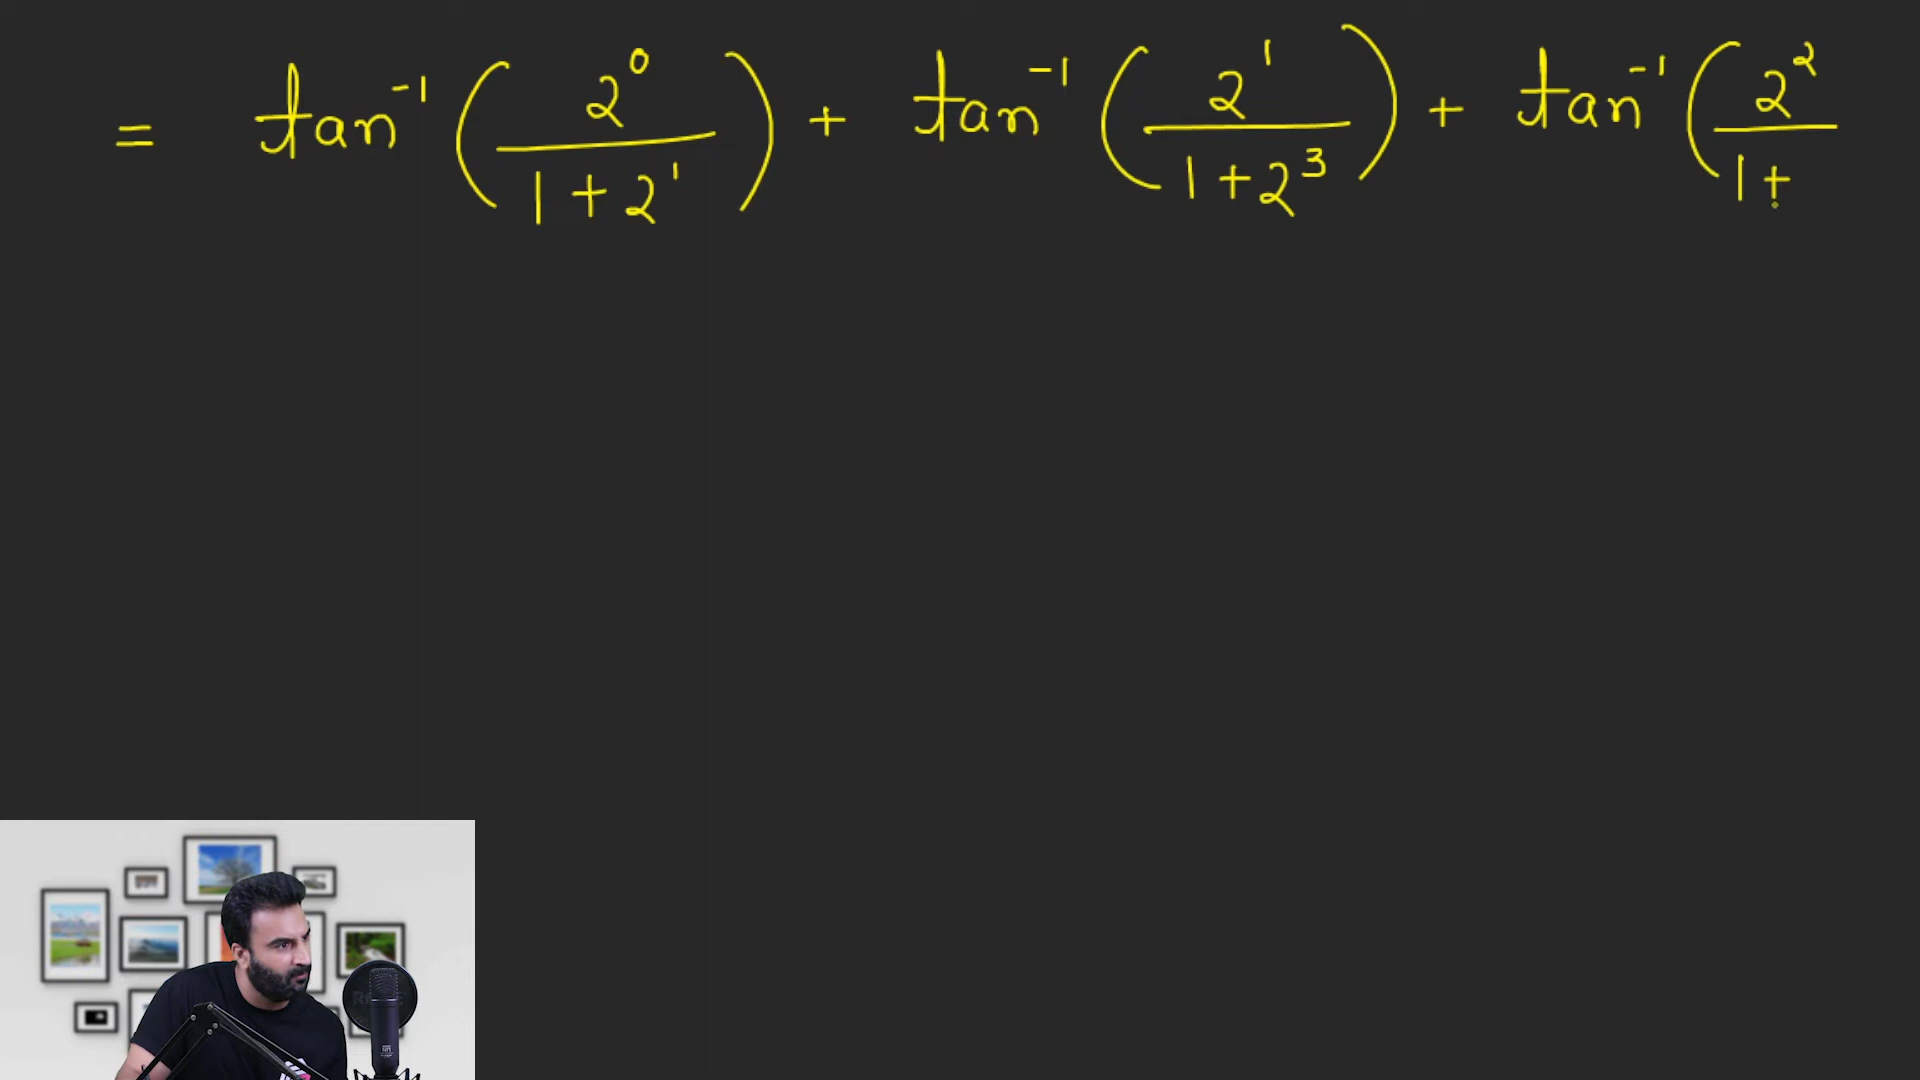 = tan⁻¹ ( 2⁰ / 1 + 2¹ ) + tan⁻¹ ( 2¹ / 1 + 2³ ) + tan⁻¹ ( 2² / 1 +